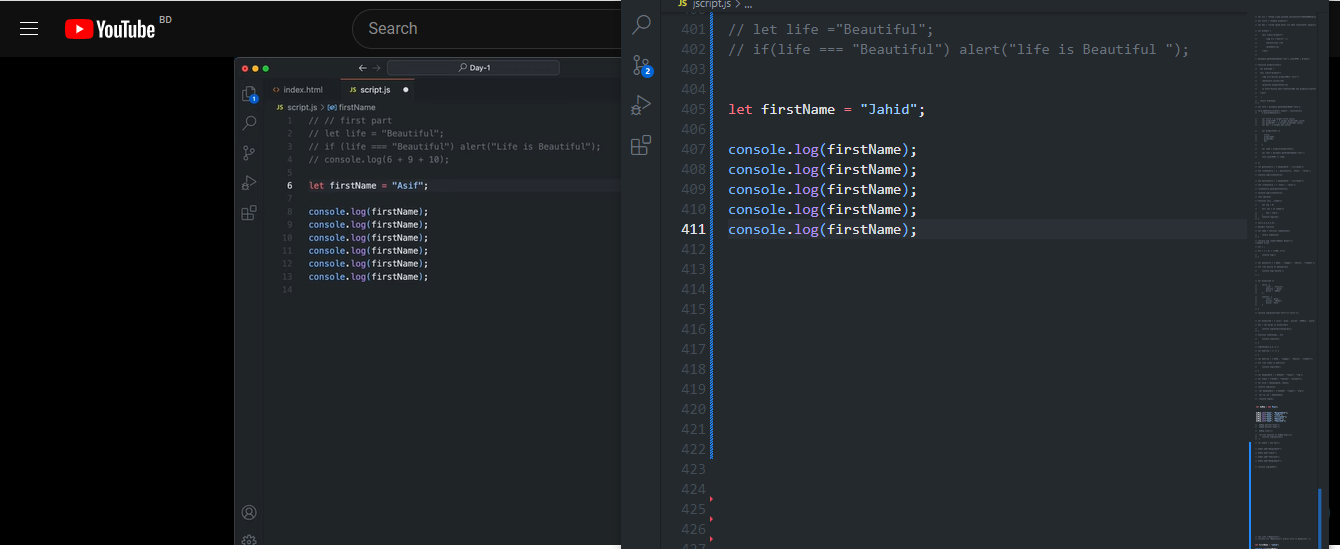 YouTube BD
Search
Day-1
index.html
JS script.js
JS script.js > firstName
1 // // first part
2 // let life = "Beautiful";
3 // if (life === "Beautiful") alert("Life is Beautiful");
4 // console.log(6 + 9 + 10);
5
6 let firstName = "Asif";
8 console.log(firstName);
9 console.log(firstName);
10 console.log(firstName);
11 console.log(firstName);
12 console.log(firstName);
13 console.log(firstName);
14
1
JS jscript.js > ...
2
401 // let life ="Beautiful";
402 // if(life === "Beautiful") alert("life is Beautiful ");
403
404
405 let firstName = "Jahid";
406
407 console.log(firstName);
408 console.log(firstName);
409 console.log(firstName);
410 console.log(firstName);
411 console.log(firstName);
412
413
414
415
416
417
418
419
420
421
422
423
424
425
426
427